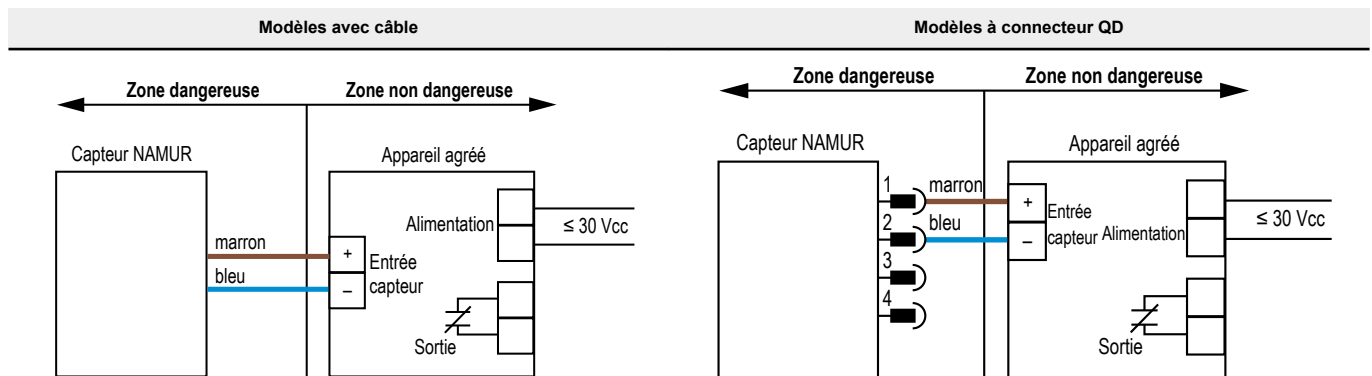 Modèles avec câble
Modèles à connecteur QD
Zone dangereuse
Zone non dangereuse
Capteur NAMUR
Appareil agréé
Alimentation
≤ 30 Vcc
marron
bleu
+
–
Entrée
capteur
Sortie
Zone dangereuse
Zone non dangereuse
Capteur NAMUR
Appareil agréé
1
2
3
4
marron
bleu
+
–
Entrée
capteur
Alimentation
≤ 30 Vcc
Sortie